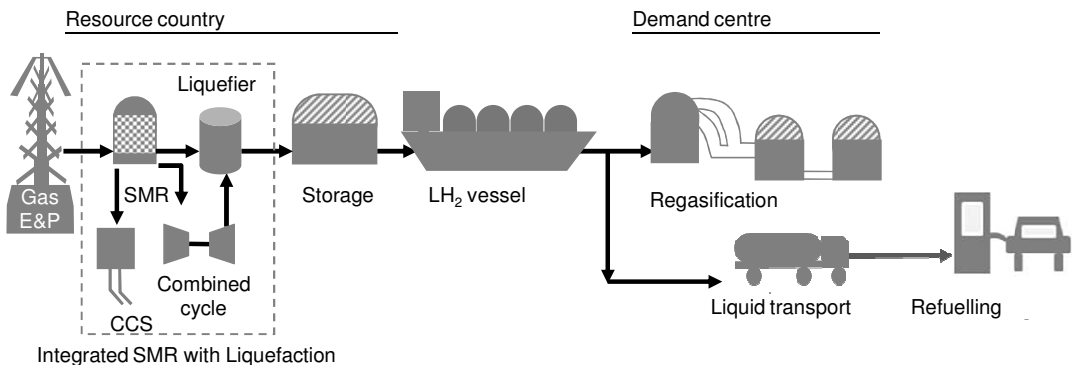 Resource country
Demand centre
Liquefier
Gas
E&P
SMR
Storage
LH₂ vessel
Regasification
Combined
cycle
CCS
Liquid transport
Refuelling
Integrated SMR with Liquefaction